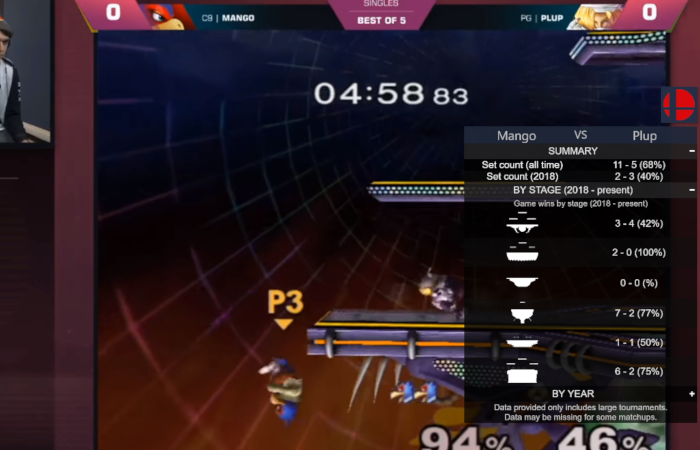 SINGLES
0
C9 | MANGO
BEST OF 5
PG | PLUP
0
04:58 83
Mango VS Plup
SUMMARY -
Set count (all time) 11 - 5 (68%)
Set count (2018) 2 - 3 (40%)
BY STAGE (2018 - present) -
Game wins by stage (2018 - present)
3 - 4 (42%)
2 - 0 (100%)
0 - 0 (%)
7 - 2 (77%)
1 - 1 (50%)
6 - 2 (75%)
BY YEAR +
Data provided only includes large tournaments.
Data may be missing for some matchups.
P3
94% 46%